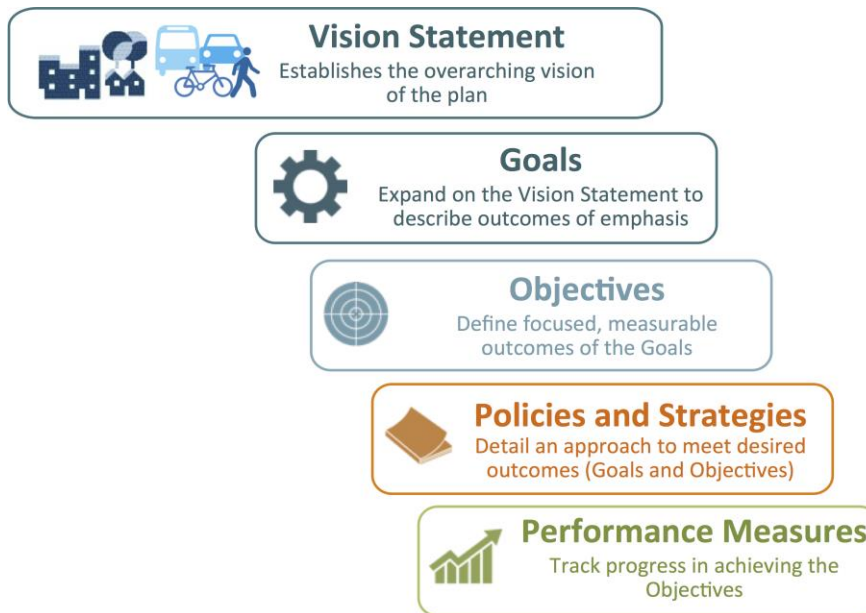 Vision Statement
Establishes the overarching vision
of the plan
Goals
Expand on the Vision Statement to
describe outcomes of emphasis
Objectives
Define focused, measurable
outcomes of the Goals
Policies and Strategies
Detail an approach to meet desired
outcomes (Goals and Objectives)
Performance Measures
Track progress in achieving the
Objectives